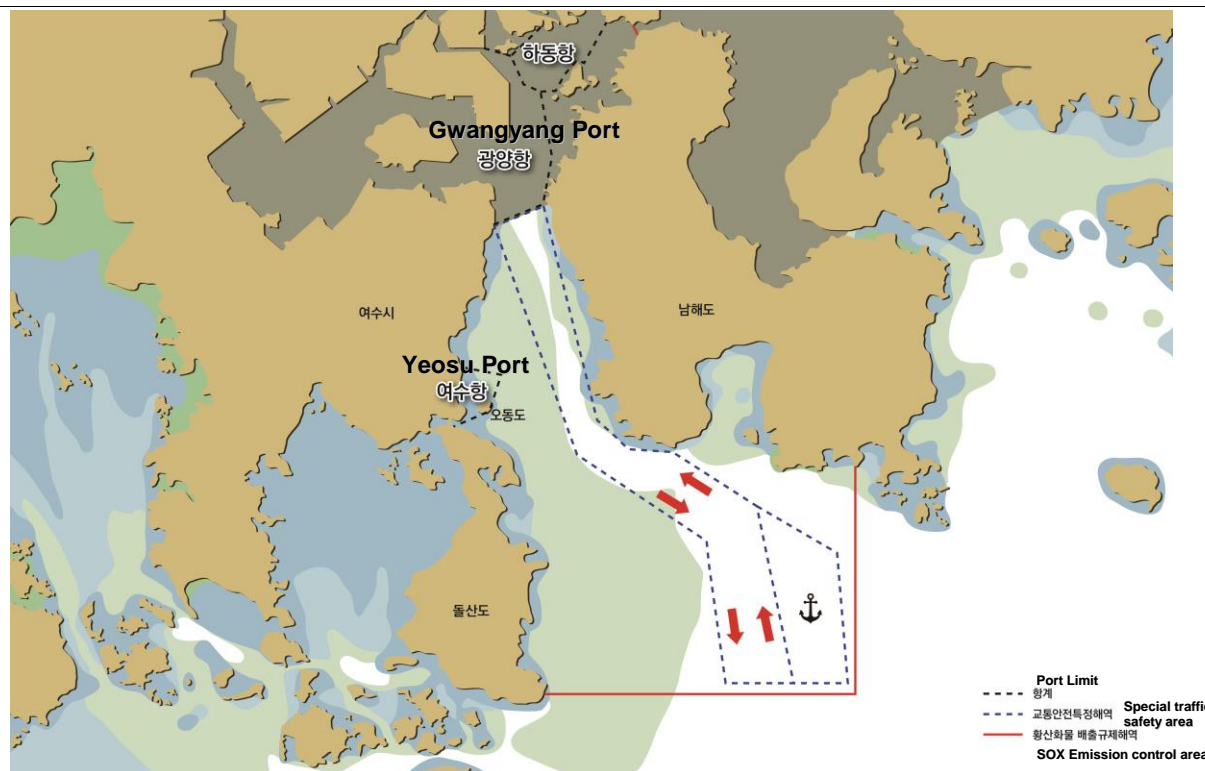 하동항
Gwangyang Port
광양항
여수시
남해도
Yeosu Port
여수항
오동도
돌산도
Port Limit
항계
교통안전특정해역 Special traffic
safety area
황산화물 배출규제해역
SOX Emission control area